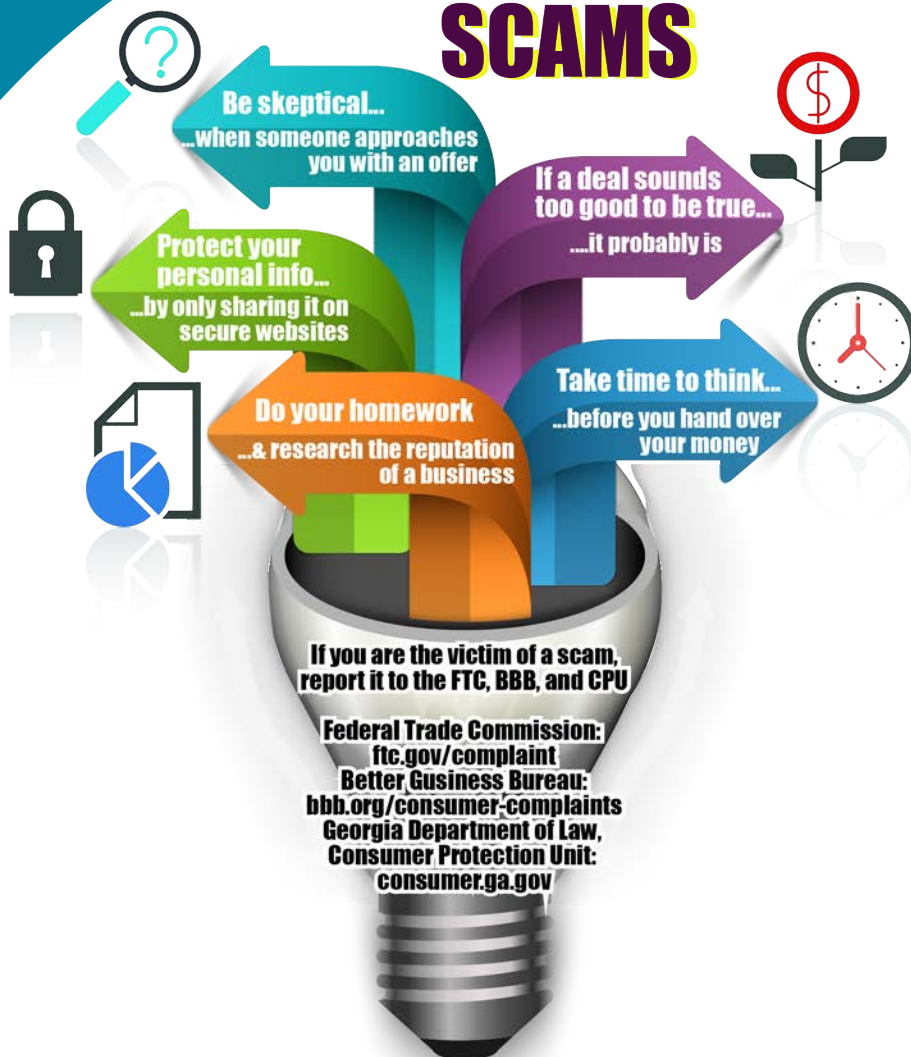 SCAMS
Be skeptical...
...when someone approaches
you with an offer
If a deal sounds
too good to be true...
....it probably is
Protect your
personal info...
...by only sharing it on
secure websites
Take time to think...
...before you hand over
your money
Do your homework
...& research the reputation
of a business
If you are the victim of a scam,
report it to the FTC, BBB, and CPU
Federal Trade Commission:
ftc.gov/complaint
Better Gusiness Bureau:
bbb.org/consumer-complaints
Georgia Department of Law,
Consumer Protection Unit:
consumer.ga.gov